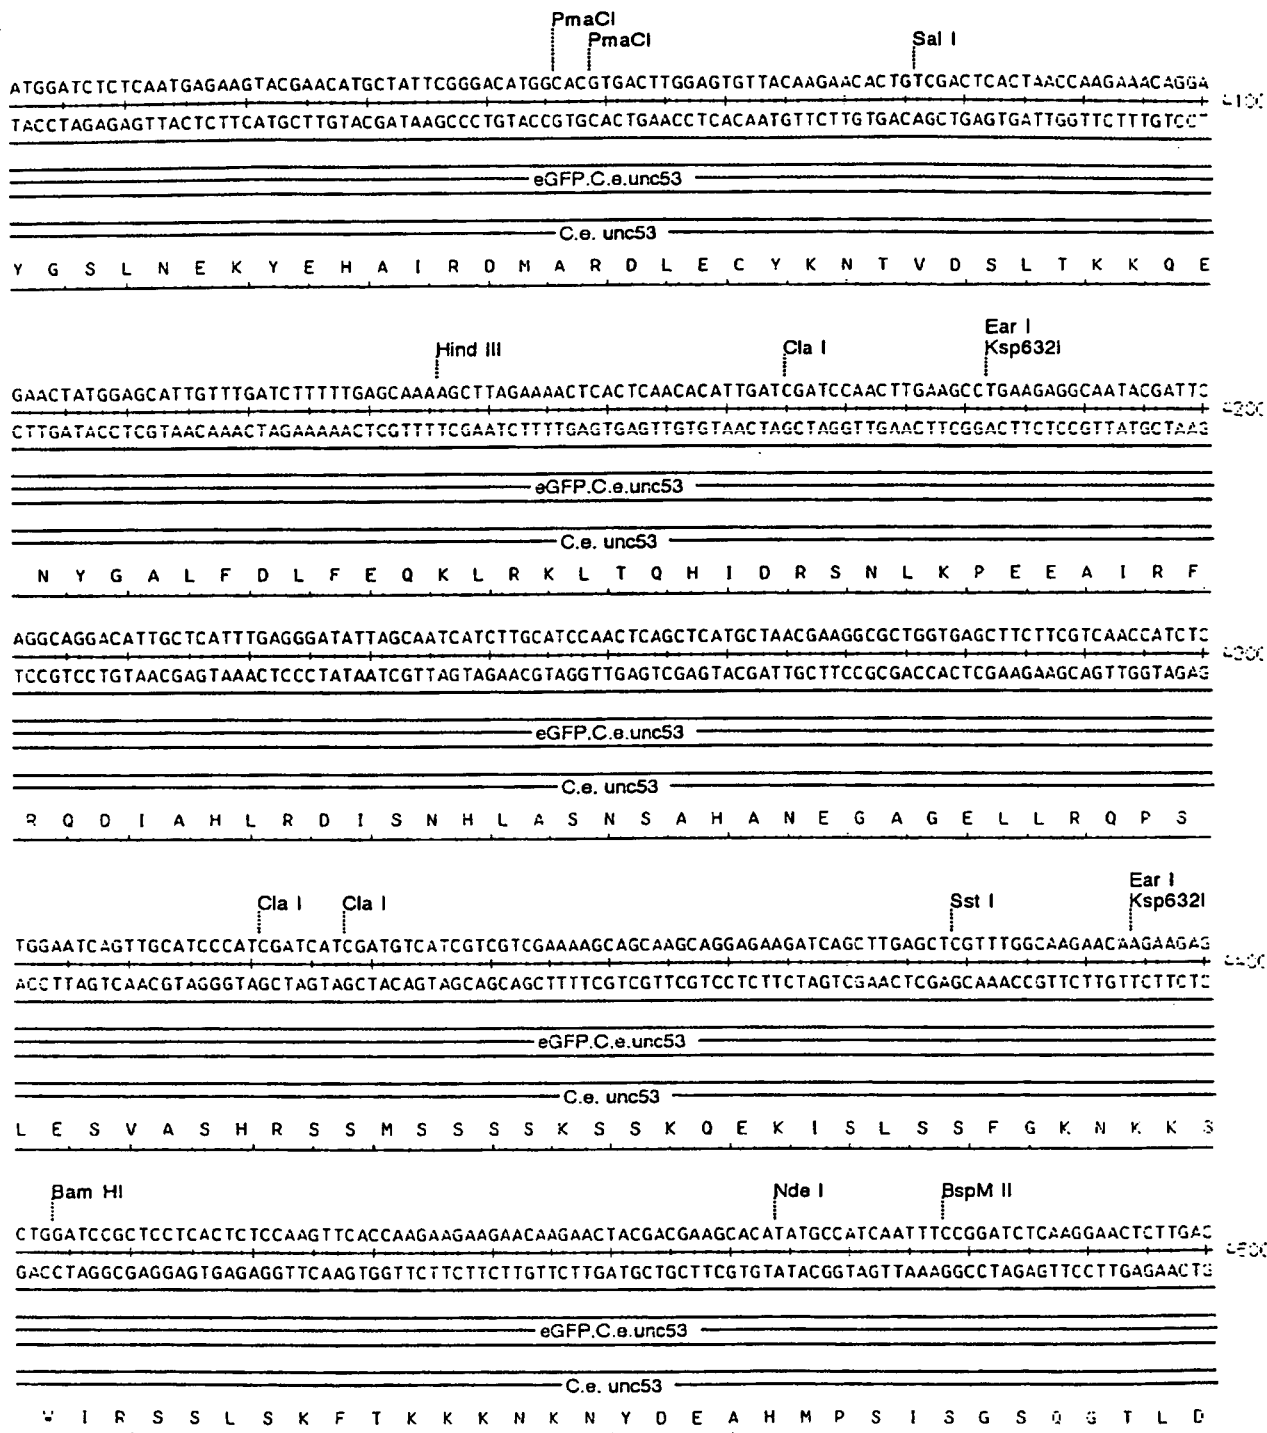 PmaCI
PmaCI
Sal I
ATGGATCTCTCAATGAGAAGTACGAACATGCTATTCGGGACATGGCACGTGACTTGGAGTGTTACAAGAACACTGTCGACTCACTAACCAAGAAACAGGA
TACCTAGAGAGTTACTCTTCATGCTTGTACGATAAGCCCTGTACCGTGCACTGAACCTCACAATGTTCTTGTGACAGCTGAGTGATTGGTTCTTTGTCCT
eGFP.C.e.unc53
C.e. unc53
Y G S L N E K Y E H A I R D M A R D L E C Y K N T V D S L T K K Q E
Ear I
Hind III
Cla I
Ksp632I
GAACTATGGAGCATTGTTTGATCTTTTTGAGCAAAAGCTTAGAAAACTCACTCAACACATTGATCGATCCAACTTGAAGCCTGAAGAGGCAATACGATTC
CTTGATACCTCGTAACAAACTAGAAAAACTCGTTTTCGAATCTTTTGAGTGAGTTGTGTAACTAGCTAGGTTGAACTTCGGACTTCTCCGTTATGCTAAG
eGFP.C.e.unc53
C.e. unc53
N Y G A L F D L F E Q K L R K L T Q H I D R S N L K P E E A I R F
AGGCAGGACATTGCTCATTTGAGGGATATTAGCAATCATCTTGCATCCAACTCAGCTCATGCTAACGAAGGCGCTGGTGAGCTTCTTCGTCAACCATCTC
TCCGTCCTGTAACGAGTAAACTCCCTATAATCGTTAGTAGAACGTAGGTTGAGTCGAGTACGATTGCTTCCGCGACCACTCGAAGAAGCAGTTGGTAGAG
eGFP.C.e.unc53
C.e. unc53
R Q D I A H L R D I S N H L A S N S A H A N E G A G E L L R Q P S
Ear I
Cla I
Cla I
Sst I
Ksp632I
TGGAATCAGTTGCATCCCATCGATCATCGATGTCATCGTCGTCGAAAAGCAGCAAGCAGGAGAAGATCAGCTTGAGCTCGTTTGGCAAGAACAAGAAGAG
ACCTTAGTCAACGTAGGGTAGCTAGTAGCTACAGTAGCAGCAGCTTTTCGTCGTTCGTCCTCTTCTAGTCGAACTCGAGCAAACCGTTCTTGTTCTTCTC
eGFP.C.e.unc53
C.e. unc53
L E S V A S H R S S M S S S S K S S K Q E K I S L S S F G K N K K S
Bam HI
Nde I
BspM II
CTGGATCCGCTCCTCACTCTCCAAGTTCACCAAGAAGAAGAACAAGAACTACGACGAAGCACATATGCCATCAATTTCCGGATCTCAAGGAACTCTTGAC
GACCTAGGCGAGGAGTGAGAGGTTCAAGTGGTTCTTCTTCTTGTTCTTGATGCTGCTTCGTGTATACGGTAGTTAAAGGCCTAGAGTTCCTTGAGAACTG
eGFP.C.e.unc53
C.e. unc53
W I R S S L S K F T K K K N K N Y D E A H M P S I S G S Q G T L D